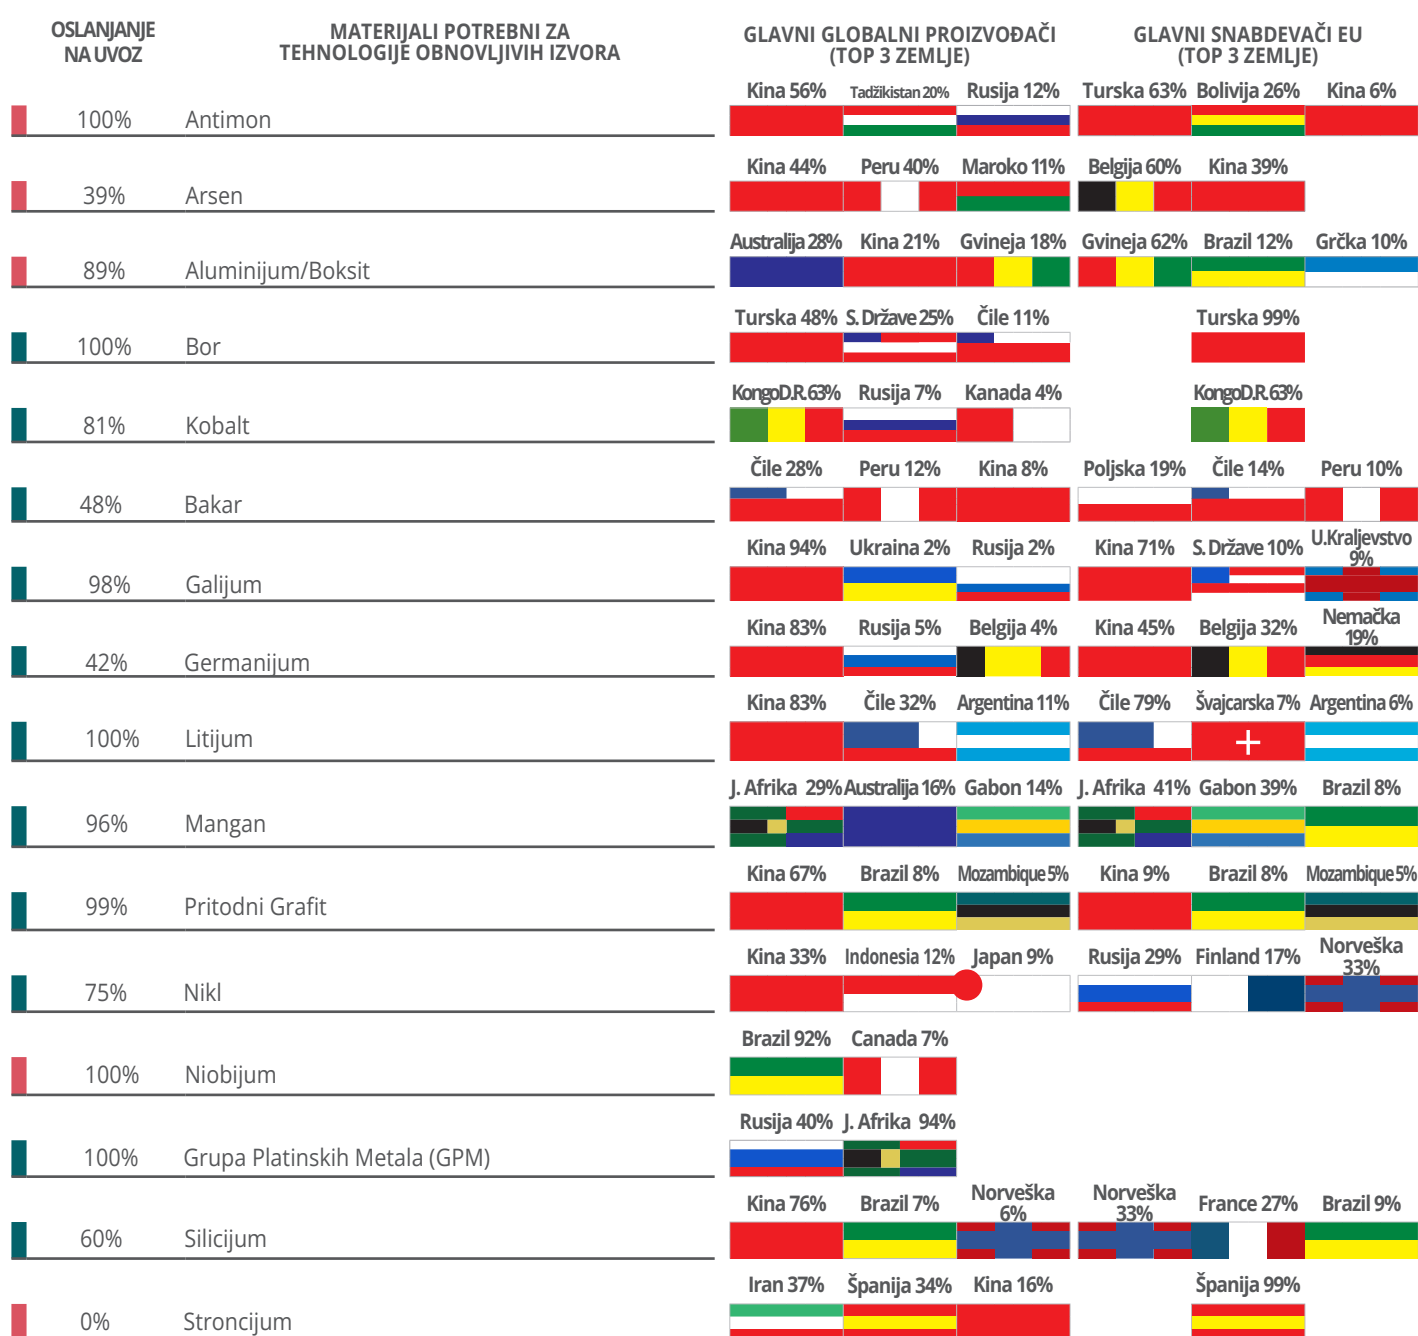 OSLANJANJE
NA UVOZ
MATERIJALI POTREBNI ZA
TEHNOLOGIJE OBNOVLJIVIH IZVORA
GLAVNI GLOBALNI PROIZVOĐAČI
(TOP 3 ZEMLJE)
GLAVNI SNABDEVAČI EU
(TOP 3 ZEMLJE)
Kina 56% Tadžikistan 20% Rusija 12% Turska 63% Bolivija 26% Kina 6%
100% Antimon
Kina 44% Peru 40% Maroko 11% Belgija 60% Kina 39%
39% Arsen
Australija 28% Kina 21% Gvineja 18% Gvineja 62% Brazil 12% Grčka 10%
89% Aluminijum/Boksit
Turska 48% S. Države 25% Čile 11% Turska 99%
100% Bor
KongoD.R. 63% Rusija 7% Kanada 4% KongoD.R. 63%
81% Kobalt
Čile 28% Peru 12% Kina 8% Poljska 19% Čile 14% Peru 10%
48% Bakar
Kina 94% Ukraina 2% Rusija 2% Kina 71% S. Države 10% U.Kraljevstvo
9%
98% Galijum
Kina 83% Rusija 5% Belgija 4% Kina 45% Belgija 32% Nemačka
19%
42% Germanijum
Kina 83% Čile 32% Argentina 11% Čile 79% Švajcarska 7% Argentina 6%
100% Litijum
J. Afrika 29% Australija 16% Gabon 14% J. Afrika 41% Gabon 39% Brazil 8%
96% Mangan
Kina 67% Brazil 8% Mozambique 5% Kina 9% Brazil 8% Mozambique 5%
99% Pritodni Grafit
Kina 33% Indonesia 12% Japan 9% Rusija 29% Finland 17% Norveška
33%
75% Nikl
Brazil 92% Canada 7%
100% Niobijum
Rusija 40% J. Afrika 94%
100% Grupa Platinskih Metala (GPM)
Kina 76% Brazil 7% Norveška
6%
Norveška
33%
France 27% Brazil 9%
60% Silicijum
Iran 37% Španija 34% Kina 16% Španija 99%
0% Stroncijum